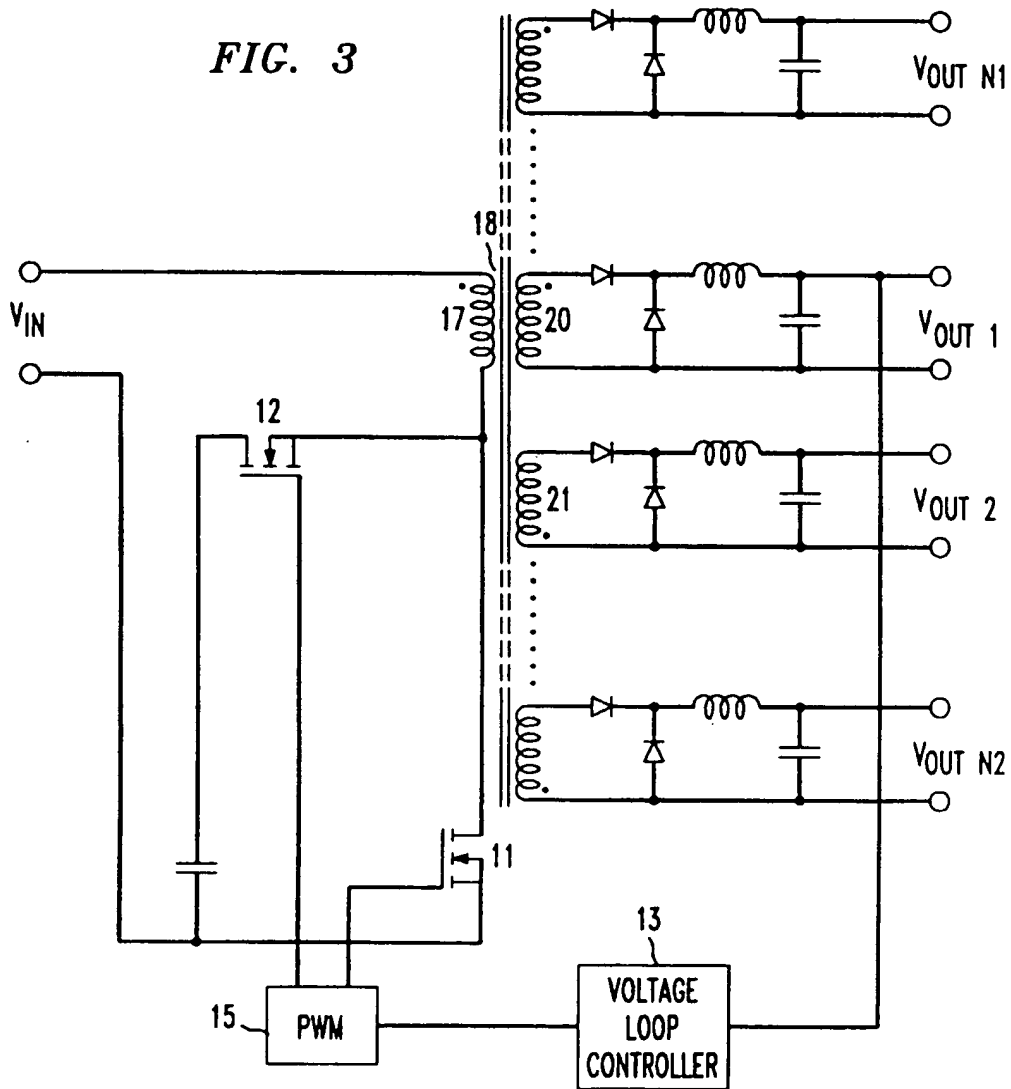 FIG. 3
V_OUT N1
18
V_IN
17
20
V_OUT 1
12
21
V_OUT 2
V_OUT N2
11
13
15
PWM
VOLTAGE
LOOP
CONTROLLER